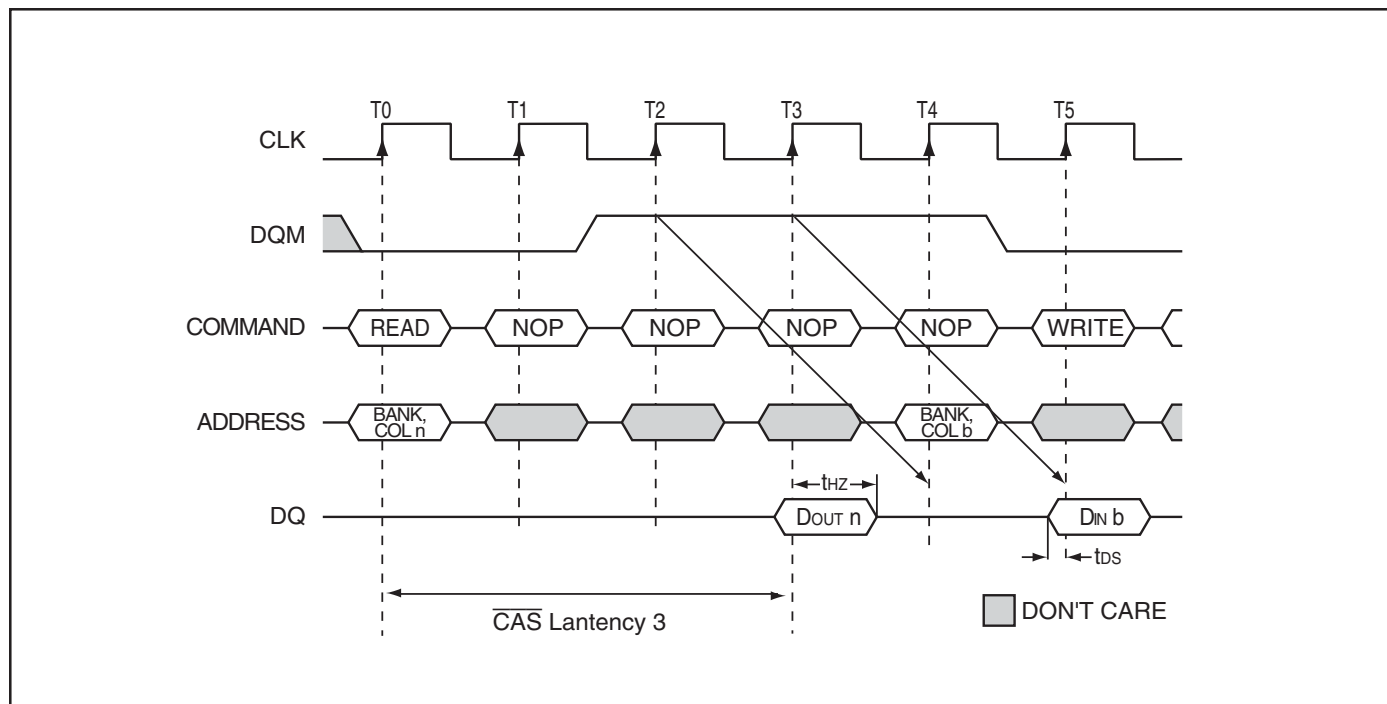 T0 T1 T2 T3 T4 T5
CLK
DQM
COMMAND READ NOP NOP NOP NOP WRITE
ADDRESS BANK, COL n BANK, COL b
tHZ
DQ DOUT n DIN b
tDS
CAS Lantency 3
DON'T CARE